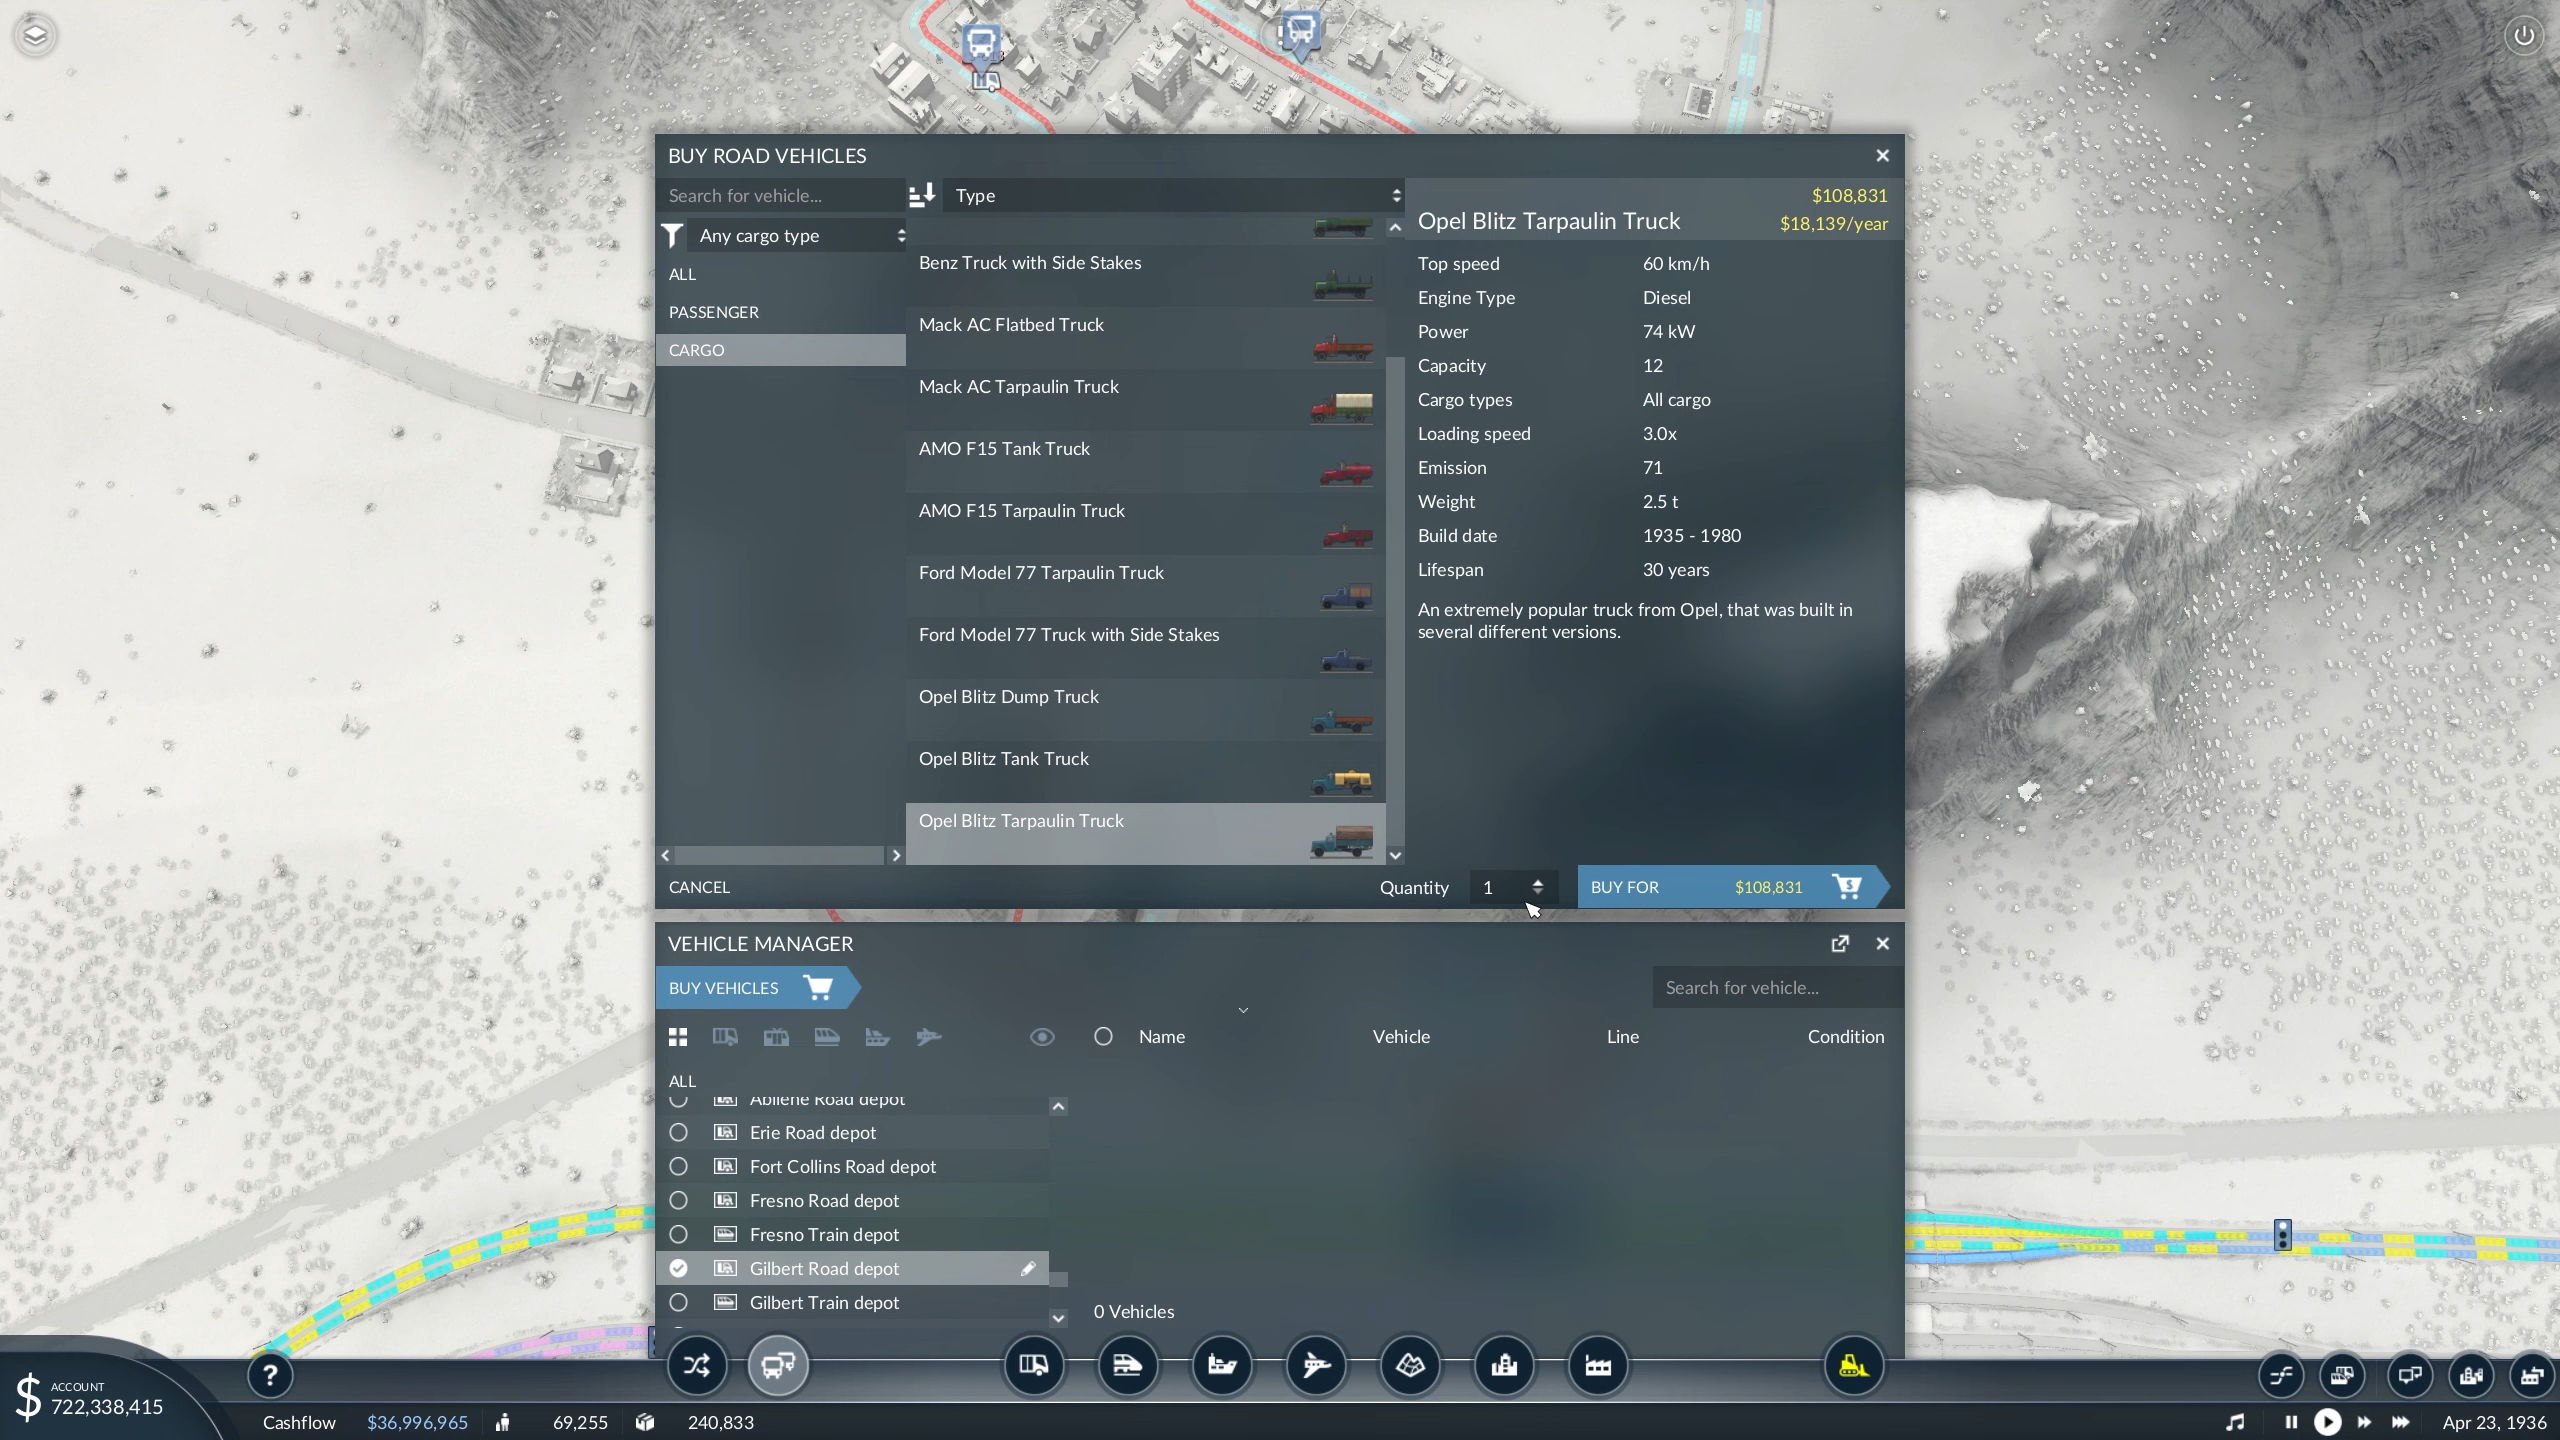 BUY ROAD VEHICLES
Search for vehicle...
Type
$108,831
Opel Blitz Tarpaulin Truck
$18,139/year
Any cargo type
ALL
PASSENGER
CARGO
Benz Truck with Side Stakes
Mack AC Flatbed Truck
Mack AC Tarpaulin Truck
AMO F15 Tank Truck
AMO F15 Tarpaulin Truck
Ford Model 77 Tarpaulin Truck
Ford Model 77 Truck with Side Stakes
Opel Blitz Dump Truck
Opel Blitz Tank Truck
Opel Blitz Tarpaulin Truck
Top speed 60 km/h
Engine Type Diesel
Power 74 kW
Capacity 12
Cargo types All cargo
Loading speed 3.0x
Emission 71
Weight 2.5 t
Build date 1935 - 1980
Lifespan 30 years
An extremely popular truck from Opel, that was built in
several different versions.
CANCEL
Quantity 1
BUY FOR $108,831
VEHICLE MANAGER
BUY VEHICLES
Search for vehicle...
Name Vehicle Line Condition
ALL
Abilene Road depot
Erie Road depot
Fort Collins Road depot
Fresno Road depot
Fresno Train depot
Gilbert Road depot
Gilbert Train depot
0 Vehicles
?
$ ACCOUNT
722,338,415
Cashflow $36,996,965 69,255 240,833
Apr 23, 1936